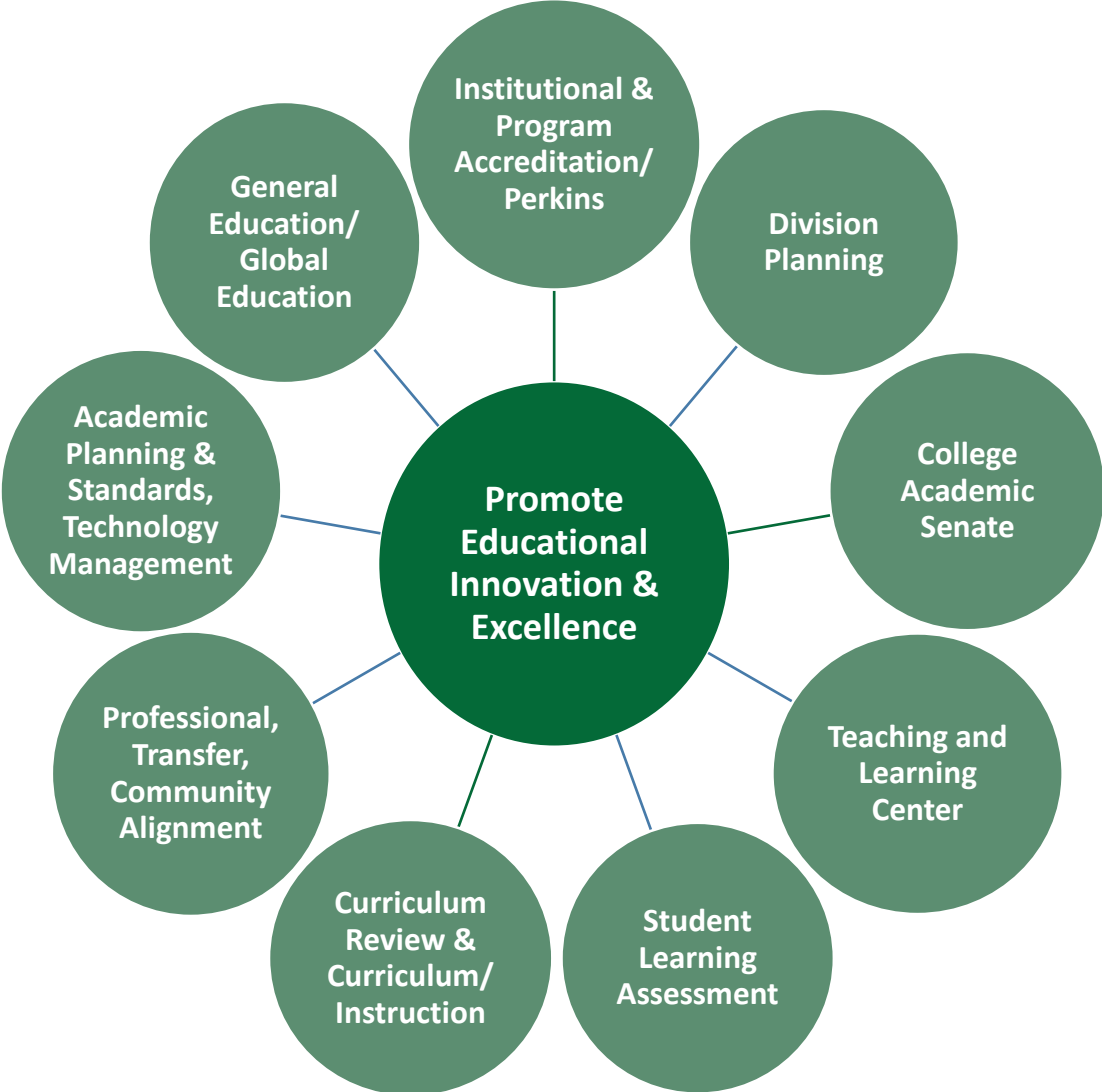 Institutional &
Program
Accreditation/
Perkins
Division
Planning
College
Academic
Senate
Teaching and
Learning
Center
Student
Learning
Assessment
Curriculum
Review &
Curriculum/
Instruction
Professional,
Transfer,
Community
Alignment
Academic
Planning &
Standards,
Technology
Management
General
Education/
Global
Education
Promote
Educational
Innovation &
Excellence